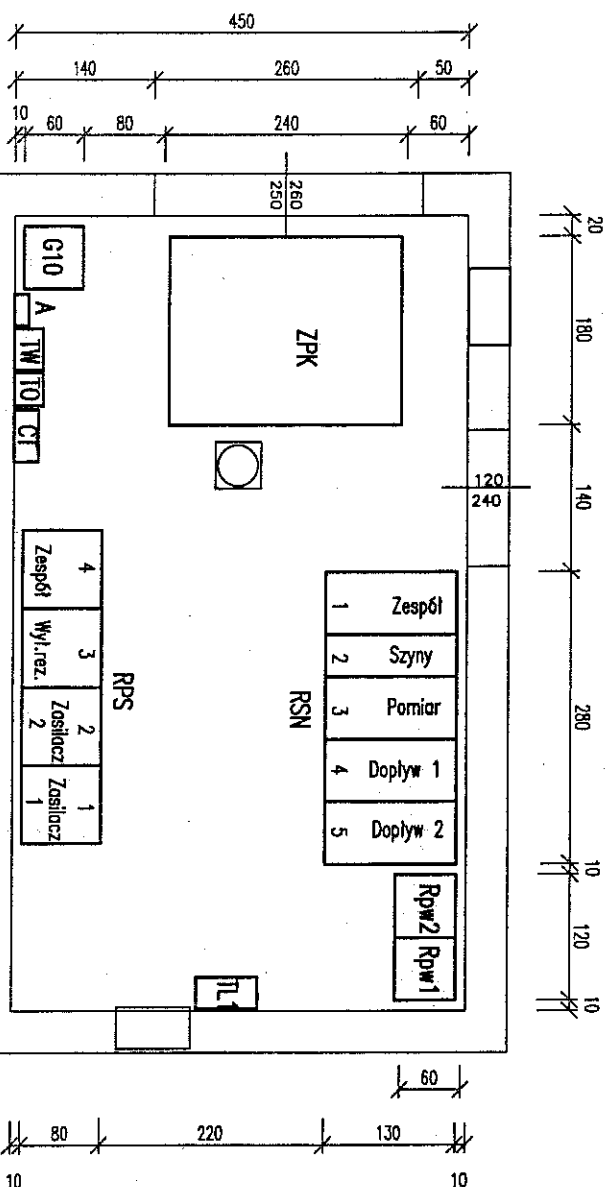 450
140 260 50
10 60 80 240 60
260
250
20
180
140
280
10
120
10
120
240
G10
A
TW
TO
CT
ZPK
4
Zespół
3
Wył.rez.
2
Zasilacz
2
1
Zasilacz
1
RPS
RSN
1 Zespół
2 Szyny
3 Pomiar
4 Dopływ 1
5 Dopływ 2
Rpw2
Rpw1
TL1
60
80 220 130
10 10